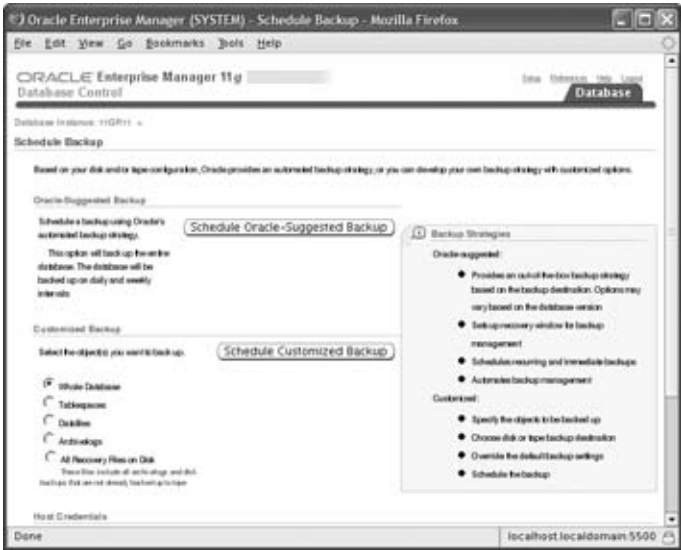 Oracle Enterprise Manager (SYSTEM) - Schedule Backup - Mozilla Firefox
File Edit View Go Bookmarks Tools Help
ORACLE Enterprise Manager 11g
Database Control
Setup Preferences Help Logout
Database
Database Instance: 11GR11 >
Schedule Backup
Based on your disk and/or tape configuration, Oracle provides an automated backup strategy, or you can develop your own backup strategy with customized options.
Oracle-Suggested Backup
Schedule a backup using Oracle's
automated backup strategy.
Schedule Oracle-Suggested Backup
This option will back up the entire
database. The database will be
backed up on daily and weekly
intervals.
Customized Backup
Select the object(s) you want to back up.
Schedule Customized Backup
Whole Database
Tablespaces
Datafiles
Archivelogs
All Recovery Files on Disk
These files include all archivelogs and disk
backups that are not already backed up to tape
Host Credentials
Backup Strategies
Oracle-suggested:
Provides an out-of-the-box backup strategy
based on the backup destination. Options may
vary based on the database version
Sets up recovery window for backup
management
Schedules recurring and immediate backups
Automates backup management
Customized:
Specify the objects to be backed up
Choose disk or tape backup destination
Override the default backup settings
Schedule the backup
Done
localhost.localdomain:5500